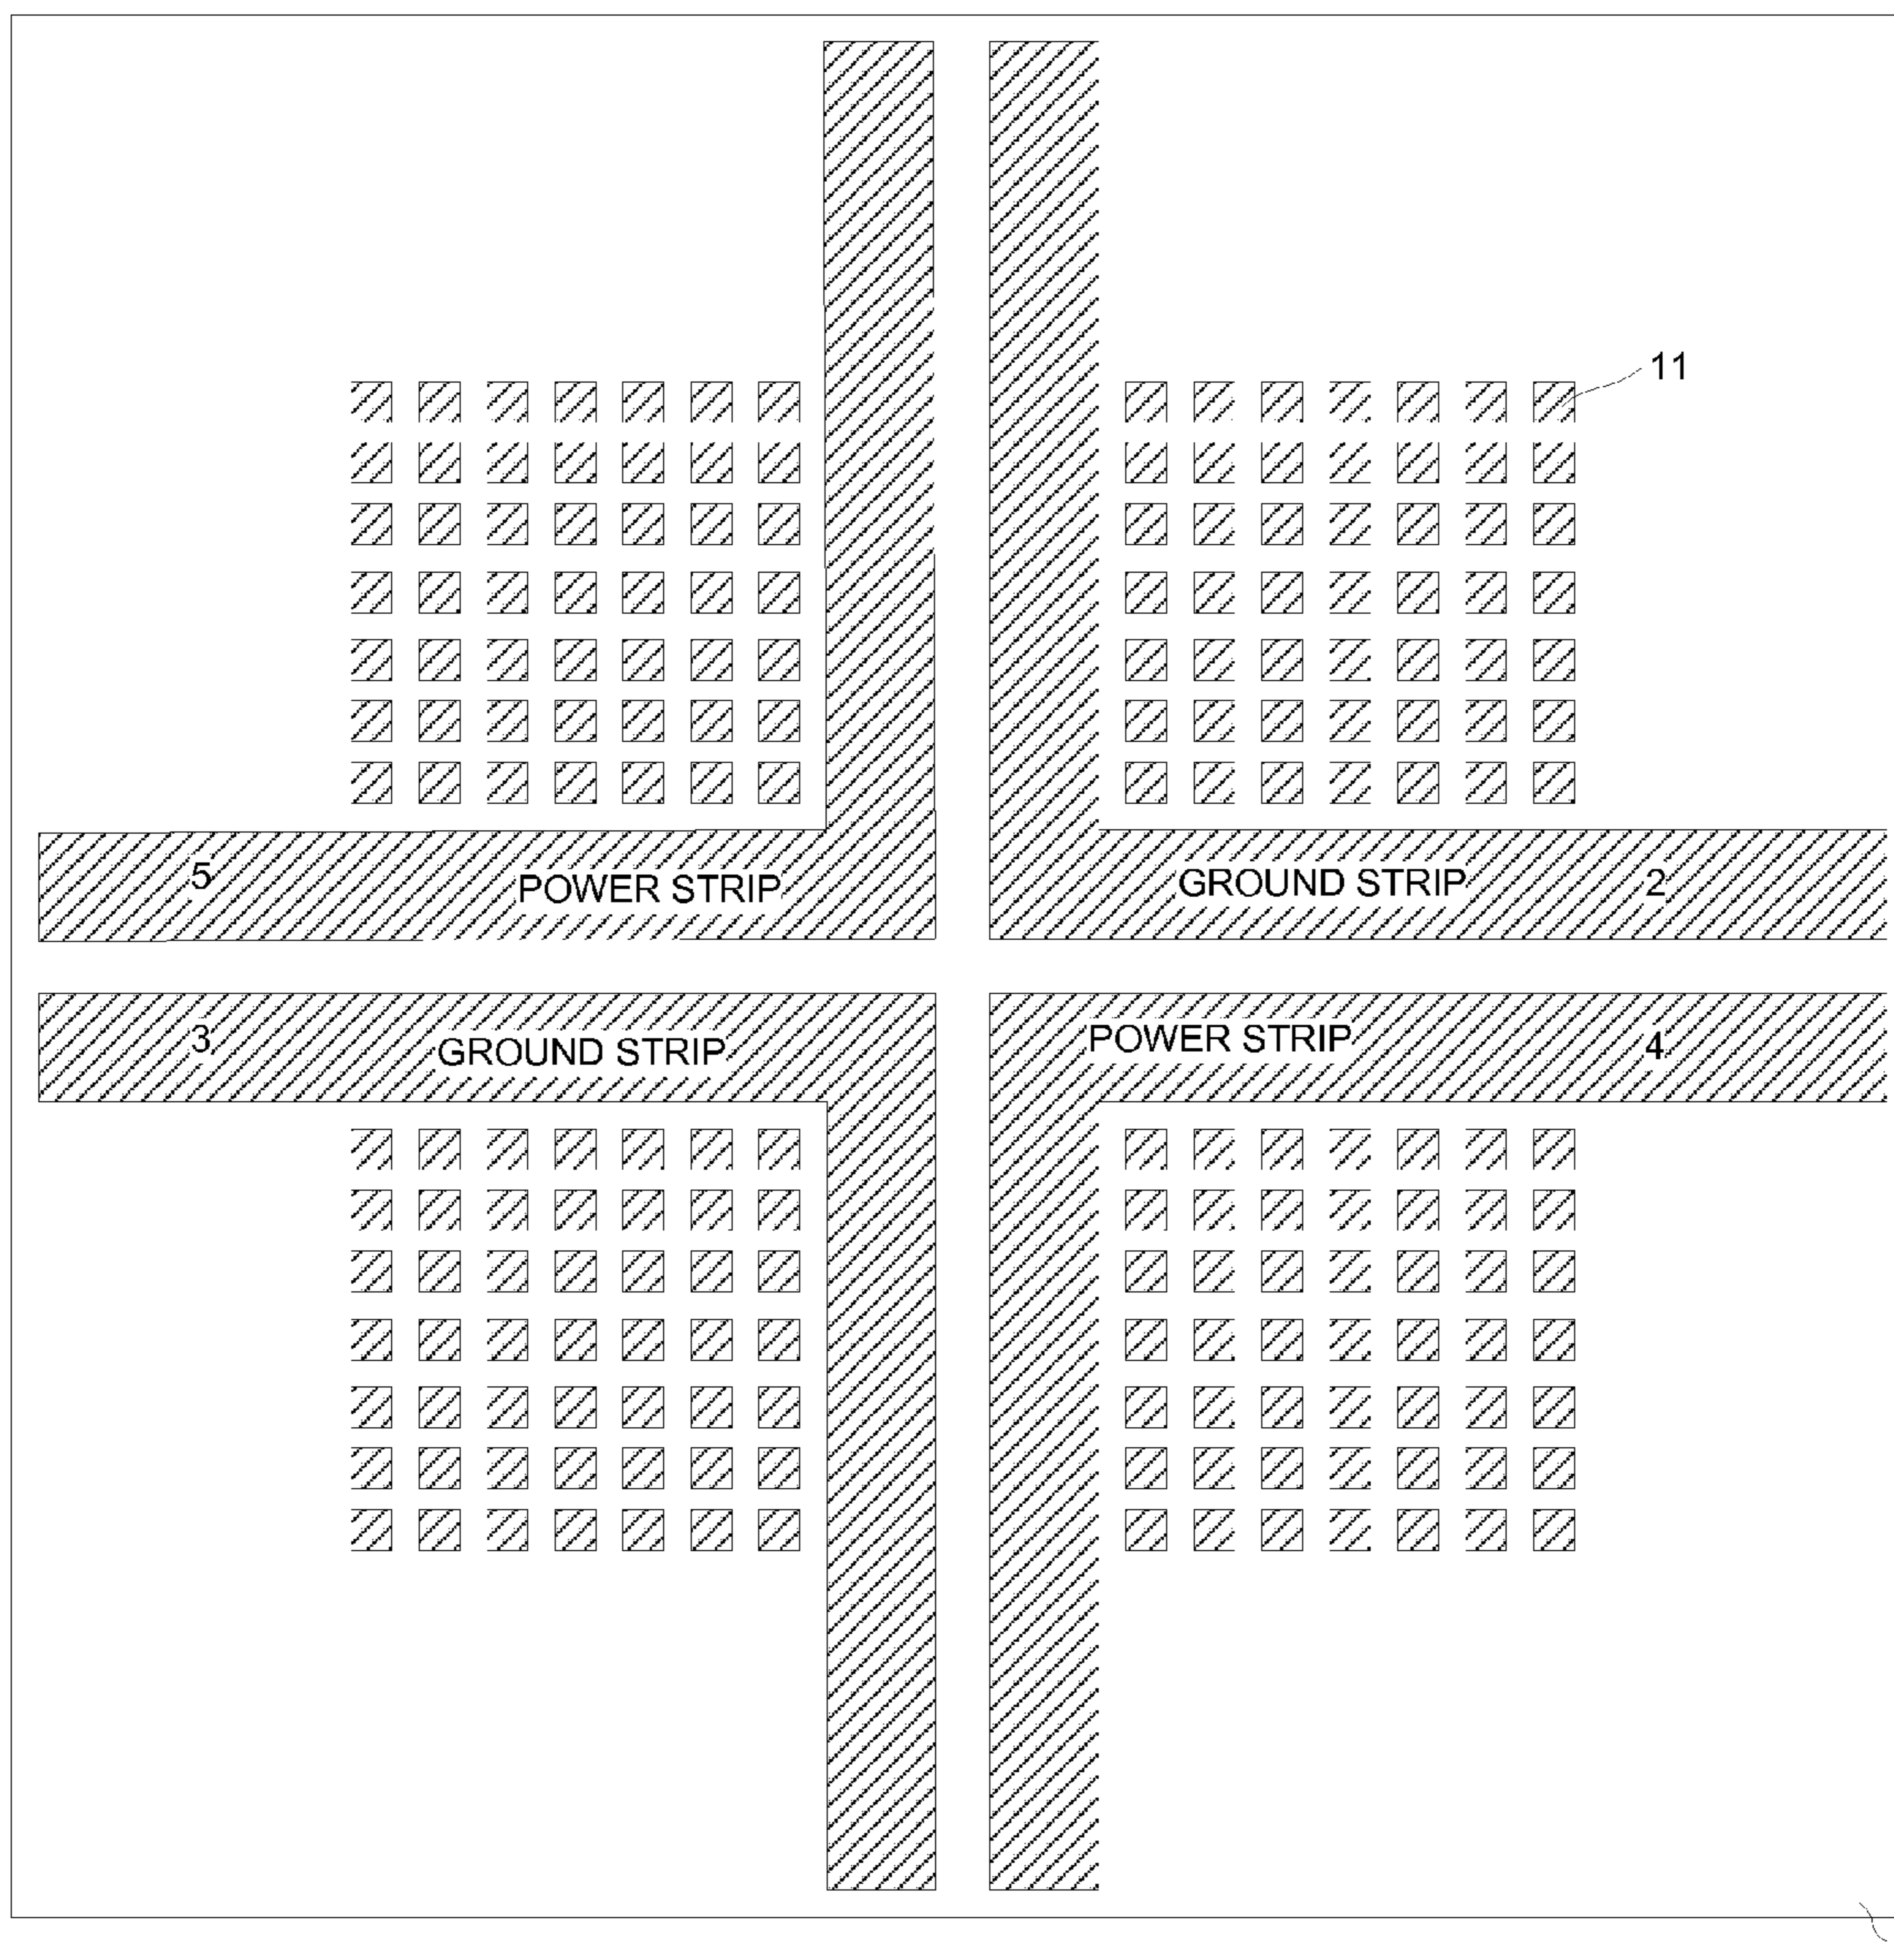 11
5 POWER STRIP GROUND STRIP 2
3 GROUND STRIP POWER STRIP 4